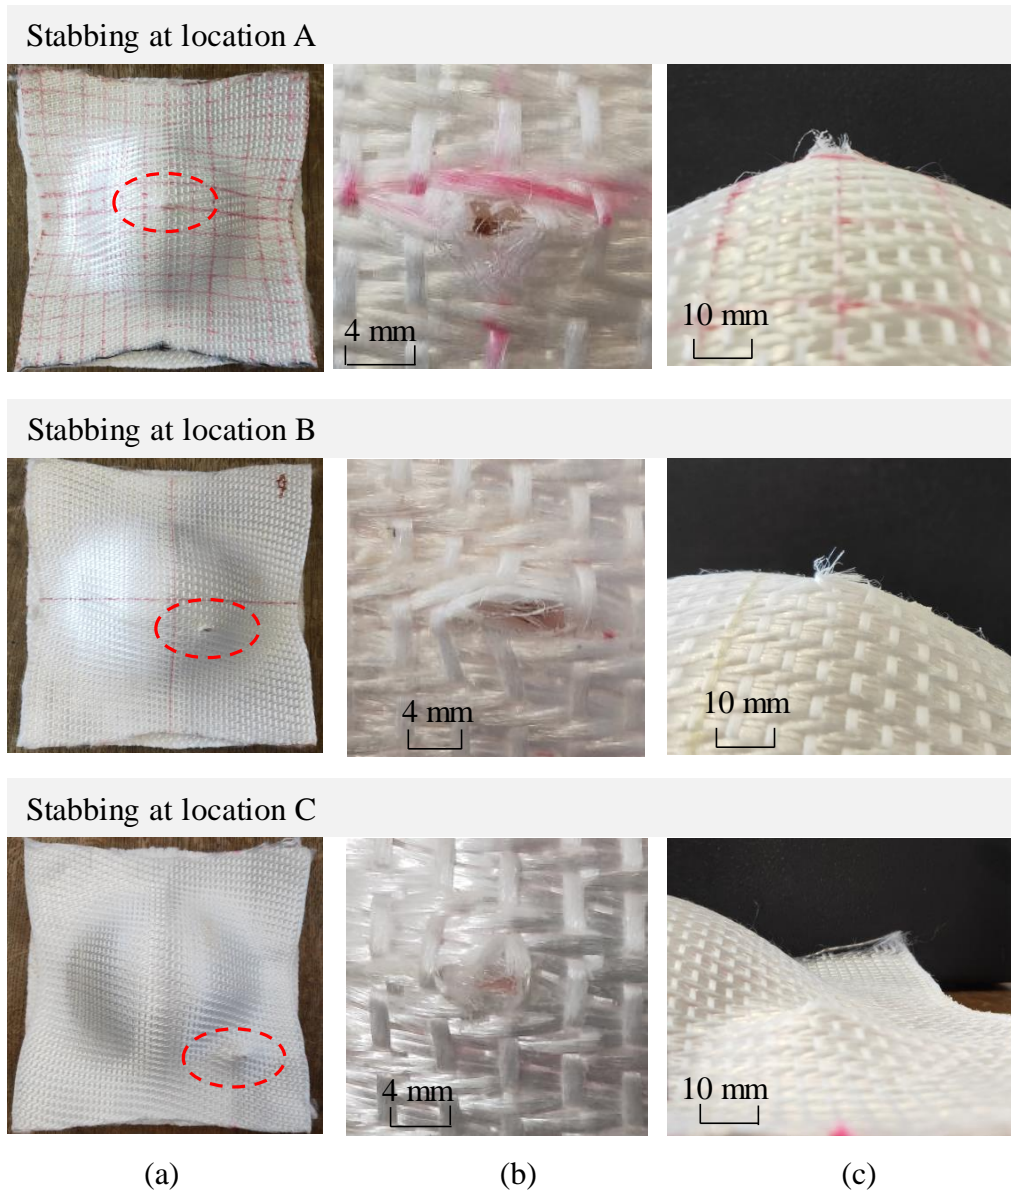 Stabbing at location A
4 mm
10 mm
Stabbing at location B
4 mm
10 mm
Stabbing at location C
4 mm
10 mm
(a)
(b)
(c)